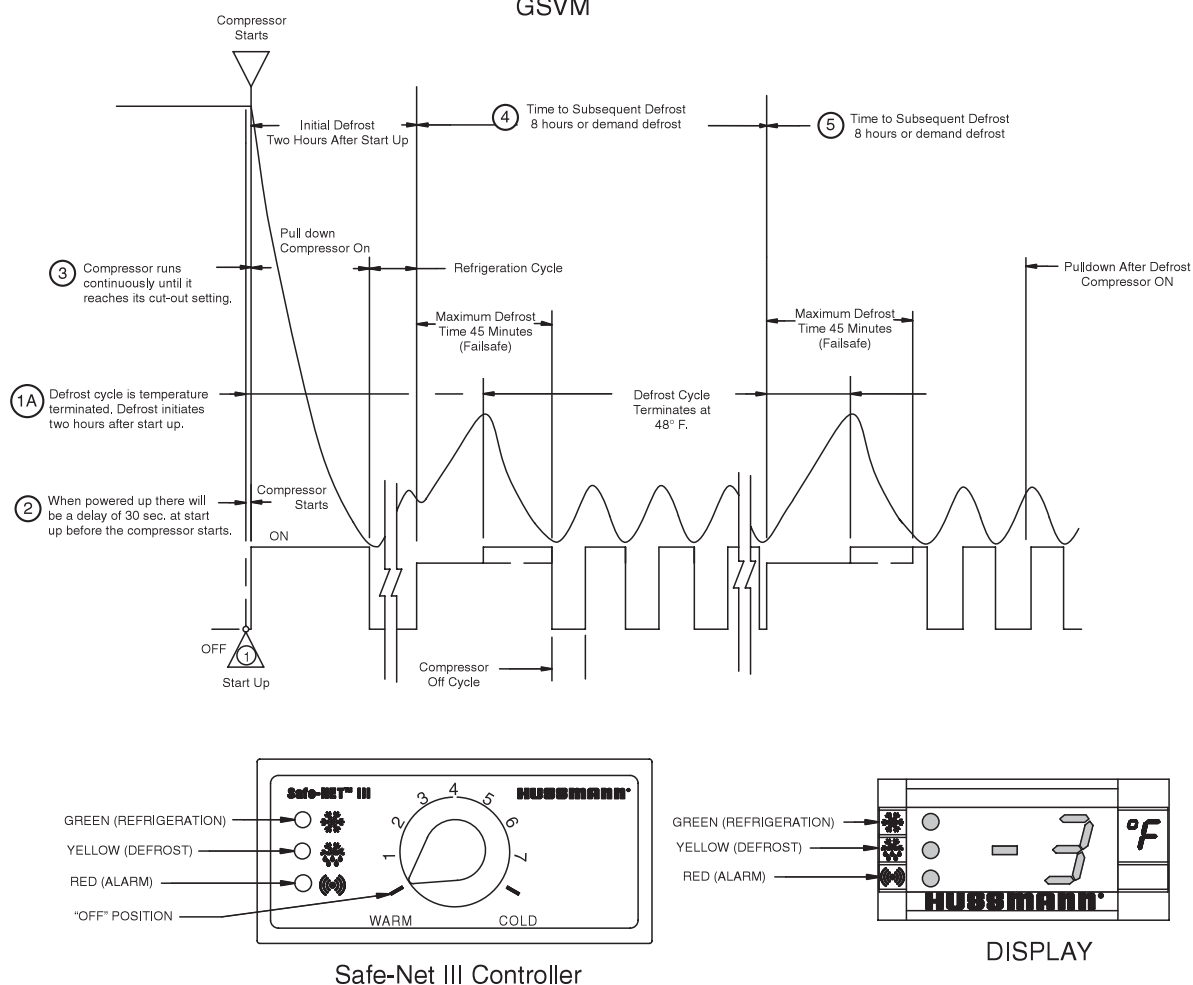 GSVM
Compressor
Starts
Initial Defrost
Two Hours After Start Up
4 Time to Subsequent Defrost
8 hours or demand defrost
5 Time to Subsequent Defrost
8 hours or demand defrost
Pull down
Compressor On
3 Compressor runs
continuously until it
reaches its cut-out setting.
Refrigeration Cycle
Pulldown After Defrost
Compressor ON
Maximum Defrost
Time 45 Minutes
(Failsafe)
Maximum Defrost
Time 45 Minutes
(Failsafe)
1A Defrost cycle is temperature
terminated. Defrost initiates
two hours after start up.
Defrost Cycle
Terminates at
48° F.
2 When powered up there will
be a delay of 30 sec. at start
up before the compressor starts.
Compressor
Starts
ON
OFF
1
Start Up
Compressor
Off Cycle
Safe-NET™ III
HUSSMANN®
1 2 3 4 5 6 7
GREEN (REFRIGERATION)
YELLOW (DEFROST)
RED (ALARM)
"OFF" POSITION
WARM
COLD
Safe-Net III Controller
GREEN (REFRIGERATION)
YELLOW (DEFROST)
RED (ALARM)
-3
°F
HUSSMANN®
DISPLAY